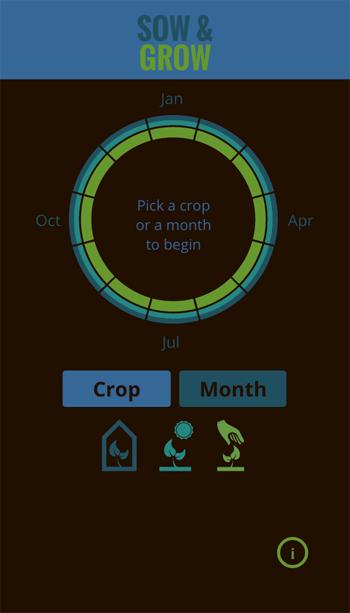 SOW &
GROW
Jan
Oct
Pick a crop
or a month
to begin
Apr
Jul
Crop
Month
i